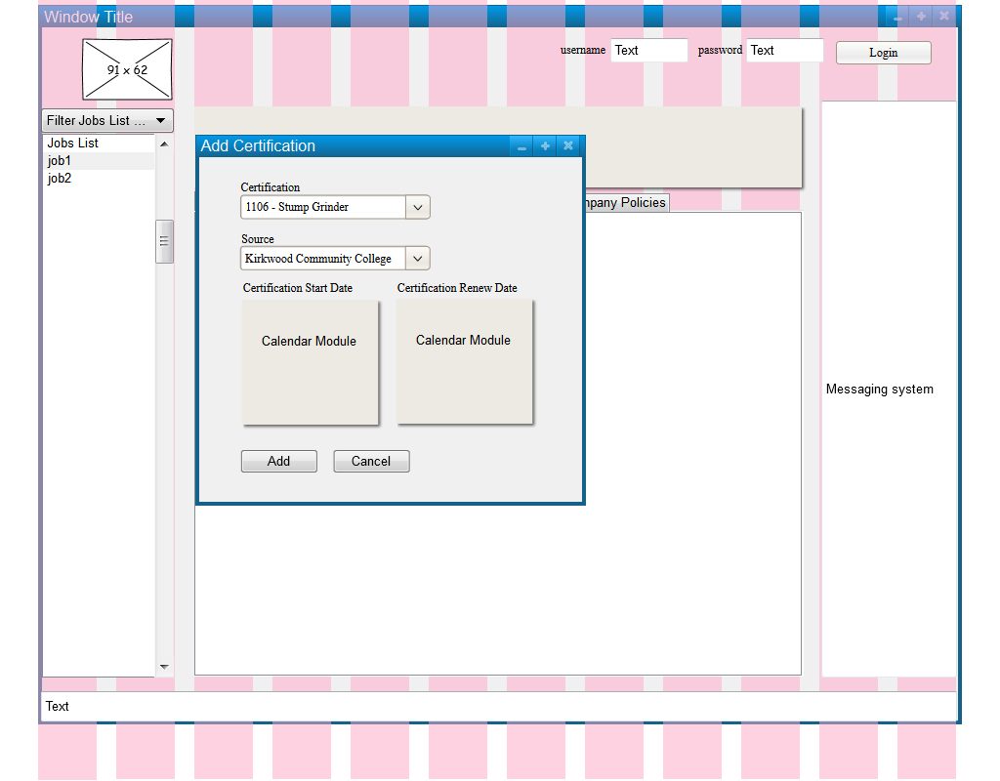 Window Title
username Text password Text Login
91 x 62
Filter Jobs List ...
Jobs List
job1
job2
Add Certification
Certification
1106 - Stump Grinder
Source
Kirkwood Community College
Certification Start Date Certification Renew Date
Calendar Module Calendar Module
Add Cancel
mpany Policies
Messaging system
Text